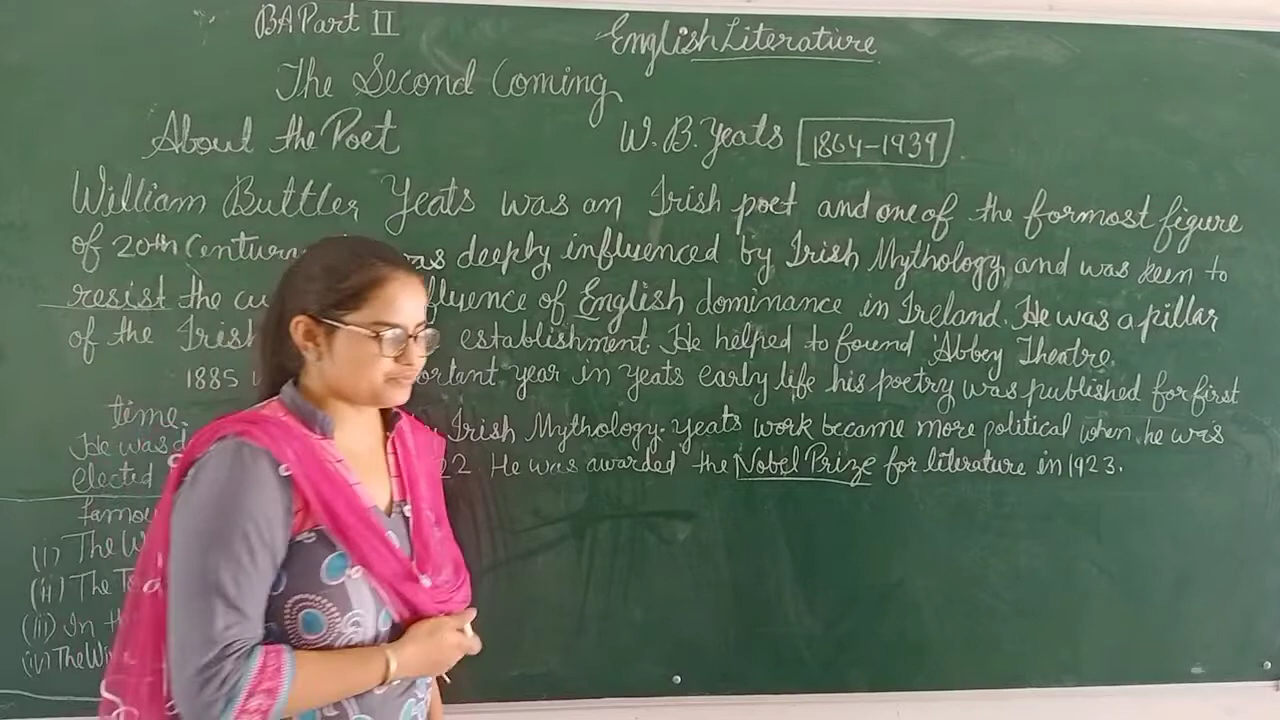 BA Part II
English Literature
The Second Coming
About the Poet
W.B. Yeats 1864-1939
William Buttler Yeats was an Irish poet and one of the formost figure
of 20th Century as deeply influenced by Irish Mythology and was keen to
resist the fluence of English dominance in Ireland. He was a pillar
of the Irish establishment. He helped to found 'Abbey Theatre.
1885 ortant year in yeats early life his poetry was published for first
time.
He was Irish Mythology. yeats work became more political when he was
elected 22. He was awarded the Nobel Prize for literature in 1923.
famou
(i) The W
(ii) The T
(iii) In th
(iv) The Wi